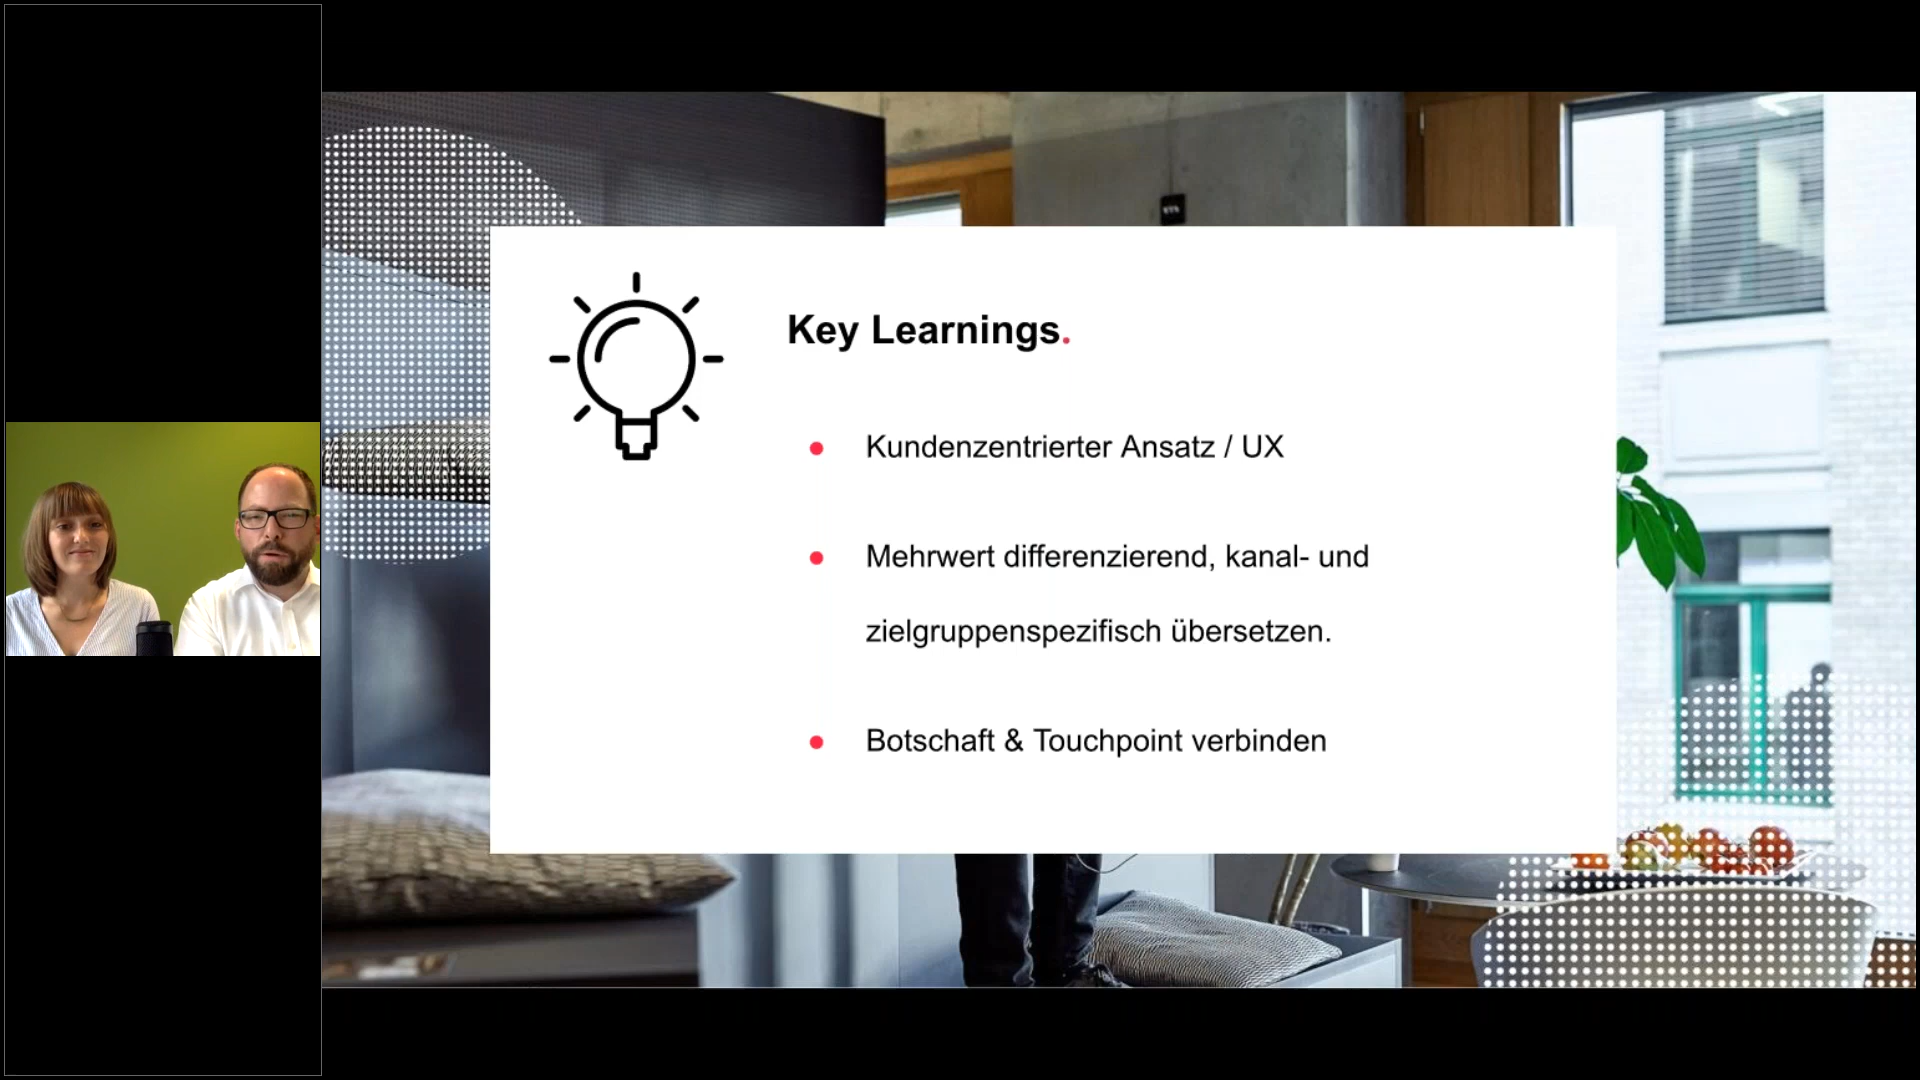 Key Learnings.
Kundenzentrierter Ansatz / UX
Mehrwert differenzierend, kanal- und
zielgruppenspezifisch übersetzen.
Botschaft & Touchpoint verbinden